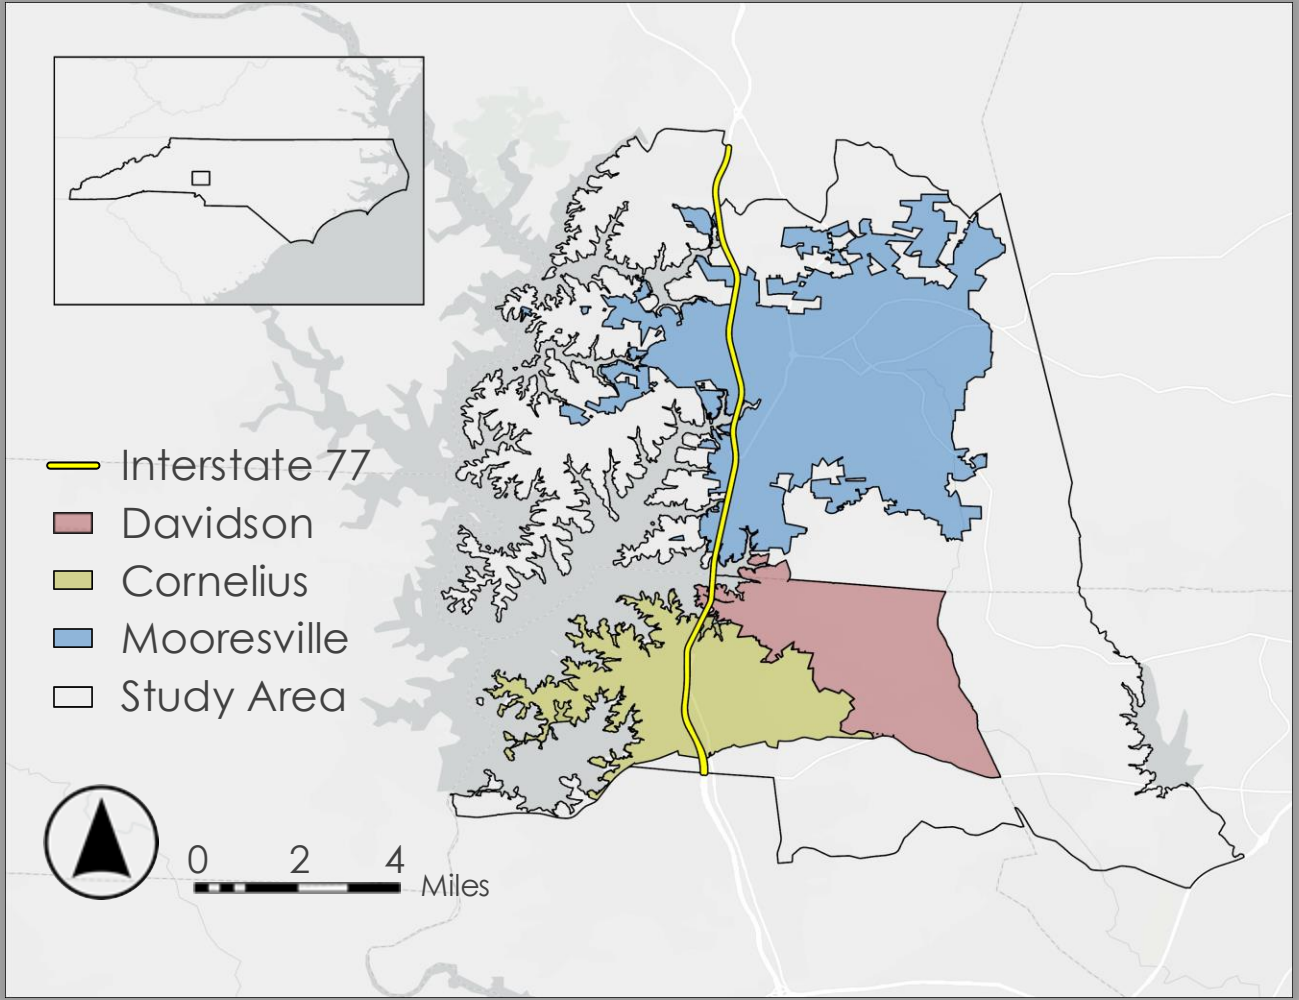 Interstate 77
Davidson
Cornelius
Mooresville
Study Area
0 2 4
Miles